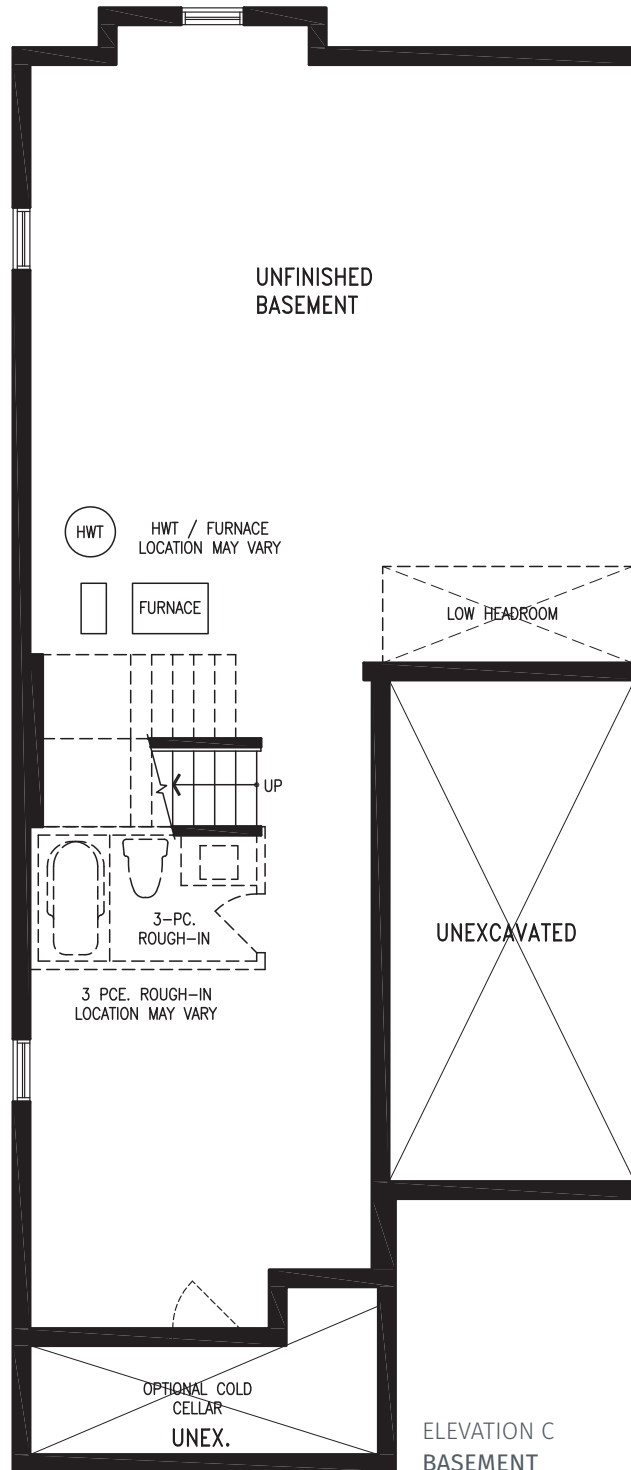 UNFINISHED
BASEMENT
HWT
HWT / FURNACE
LOCATION MAY VARY
FURNACE
LOW HEADROOM
UP
3-PC.
ROUGH-IN
UNEXCAVATED
3 PCE. ROUGH-IN
LOCATION MAY VARY
OPTIONAL COLD
CELLAR
UNEX.
ELEVATION C
BASEMENT